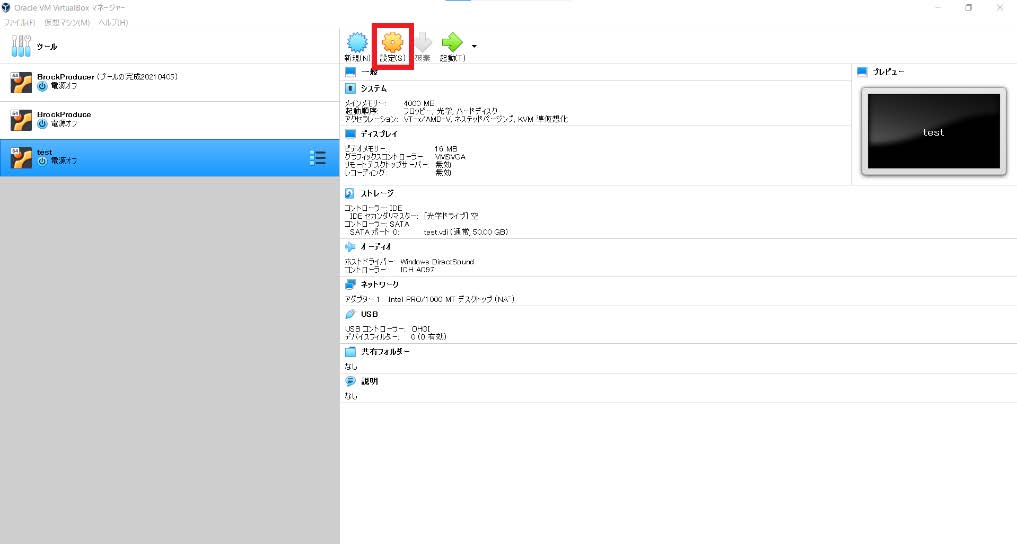 Oracle VM VirtualBox マネージャー
ファイル(F) 仮想マシン(M) ヘルプ(H)
ツール
新規(N) 設定(S) 破棄 起動(T)
BrockProducer (プールの完成20210405)
電源オフ
BrockProduce
電源オフ
test
電源オフ
一般
システム
メインメモリー: 4000 MB
起動順序: フロッピー, 光学, ハードディスク
アクセラレーション: VT-x/AMD-V, ネステッドページング, KVM 準仮想化
ディスプレイ
ビデオメモリー: 16 MB
グラフィックスコントローラー: VMSVGA
リモートデスクトップサーバー: 無効
レコーディング: 無効
ストレージ
コントローラー: IDE
IDE セカンダリマスター: [光学ドライブ] 空
コントローラー: SATA
SATA ポート 0: test.vdi (通常, 50.00 GB)
オーディオ
ホストドライバー: Windows DirectSound
コントローラー: ICH AC97
ネットワーク
アダプター 1: Intel PRO/1000 MT デスクトップ (NAT)
USB
USB コントローラー: OHCI
デバイスフィルター: 0 (0 有効)
共有フォルダー
なし
説明
なし
プレビュー
test